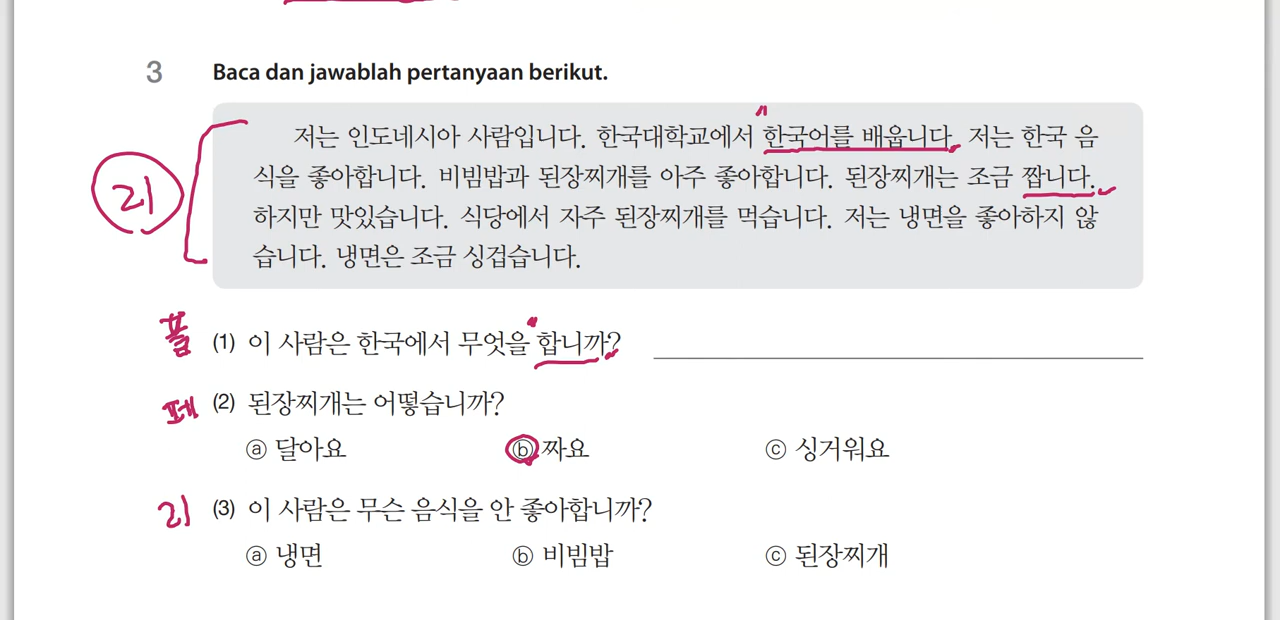 3 Baca dan jawablah pertanyaan berikut.
저는 인도네시아 사람입니다. 한국대학교에서 한국어를 배웁니다. 저는 한국 음
식을 좋아합니다. 비빔밥과 된장찌개를 아주 좋아합니다. 된장찌개는 조금 짭니다.
리
하지만 맛있습니다. 식당에서 자주 된장찌개를 먹습니다. 저는 냉면을 좋아하지 않
습니다. 냉면은 조금 싱겁습니다.
(1) 이 사람은 한국에서 무엇을 합니까?
페 (2) 된장찌개는 어떻습니까?
ⓐ 달아요 ⓑ 짜요 ⓒ 싱거워요
리 (3) 이 사람은 무슨 음식을 안 좋아합니까?
ⓐ 냉면 ⓑ 비빔밥 ⓒ 된장찌개